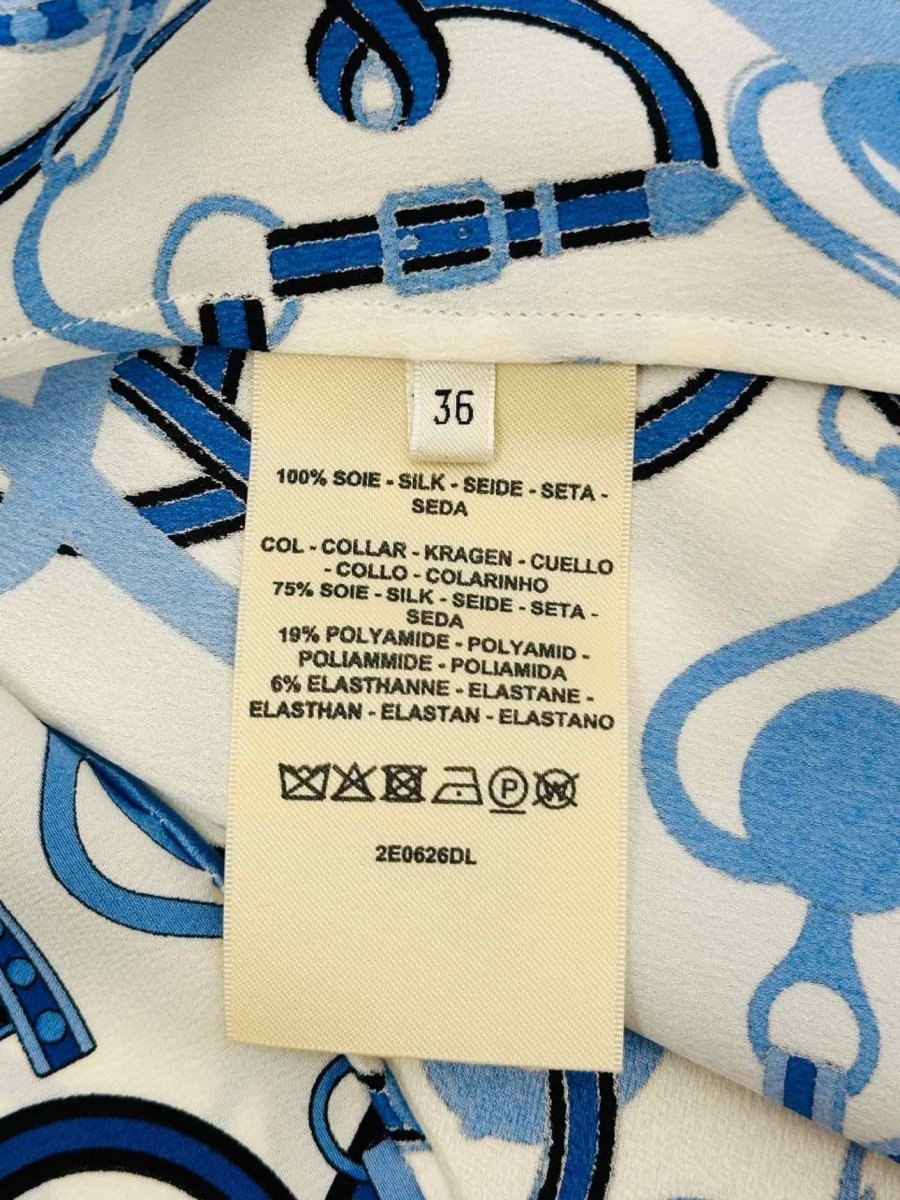 36
100% SOIE - SILK - SEIDE - SETA -
SEDA
COL - COLLAR - KRAGEN - CUELLO
- COLLO - COLARINHO
75% SOIE - SILK - SEIDE - SETA -
SEDA
19% POLYAMIDE - POLYAMID -
POLIAMMIDE - POLIAMIDA
6% ELASTHANNE - ELASTANE -
ELASTHAN - ELASTAN - ELASTANO
P W
2E0626DL